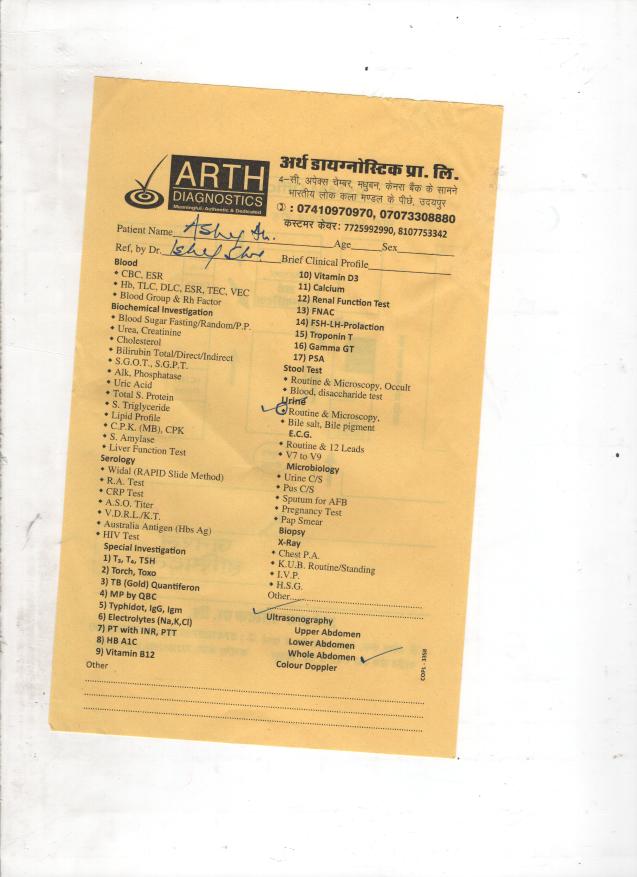 ARTH
DIAGNOSTICS
Meaningful, Authentic & Dedicated
अर्थ डायग्नोस्टिक प्रा. लि.
4-सी, अपेक्स चेम्बर, मधुबन, केनरा बैंक के सामने
भारतीय लोक कला मण्डल के पीछे, उदयपुर
: 07410970970, 07073308880
कस्टमर केयर: 7725992990, 8107753342
Patient Name
Age Sex
Ref, by Dr. Brief Clinical Profile
Blood
CBC, ESR
Hb, TLC, DLC, ESR, TEC, VEC
Blood Group & Rh Factor
Biochemical Investigation
Blood Sugar Fasting/Random/P.P.
Urea, Creatinine
Cholesterol
Bilirubin Total/Direct/Indirect
S.G.O.T., S.G.P.T.
Alk, Phosphatase
Uric Acid
Total S. Protein
S. Triglyceride
Lipid Profile
C.P.K. (MB), CPK
S. Amylase
Liver Function Test
Serology
Widal (RAPID Slide Method)
R.A. Test
CRP Test
A.S.O. Titer
V.D.R.L./K.T.
Australia Antigen (Hbs Ag)
HIV Test
Special Investigation
1) T₃, T₄, TSH
2) Torch, Toxo
3) TB (Gold) Quantiferon
4) MP by QBC
5) Typhidot, IgG, Igm
6) Electrolytes (Na,K,Cl)
7) PT with INR, PTT
8) HB A1C
9) Vitamin B12
10) Vitamin D3
11) Calcium
12) Renal Function Test
13) FNAC
14) FSH-LH-Prolaction
15) Troponin T
16) Gamma GT
17) PSA
Stool Test
Routine & Microscopy, Occult
Blood, disaccharide test
Urine
Routine & Microscopy,
Bile salt, Bile pigment
E.C.G.
Routine & 12 Leads
V7 to V9
Microbiology
Urine C/S
Pus C/S
Sputum for AFB
Pregnancy Test
Pap Smear
Biopsy
X-Ray
Chest P.A.
K.U.B. Routine/Standing
I.V.P.
H.S.G.
Other
Ultrasonography
Upper Abdomen
Lower Abdomen
Whole Abdomen
Colour Doppler
Other
COP1 - 3358